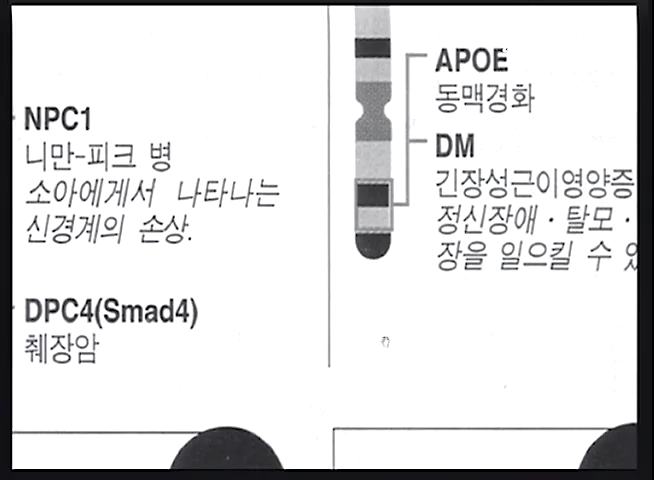 NPC1
니만-피크 병
소아에게서 나타나는
신경계의 손상.
DPC4(Smad4)
췌장암
APOE
동맥경화
DM
긴장성근이영양증
정신장애·탈모·
장을 일으킬 수